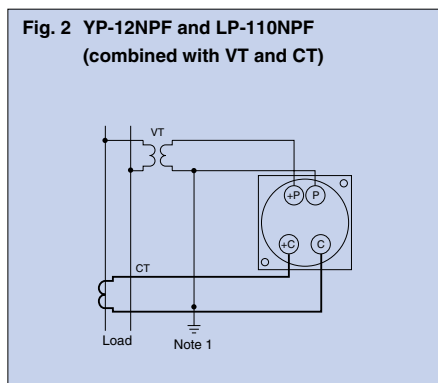 Fig. 2 YP-12NPF and LP-110NPF
(combined with VT and CT)
VT
+P P
+C C
CT
Load
Note 1